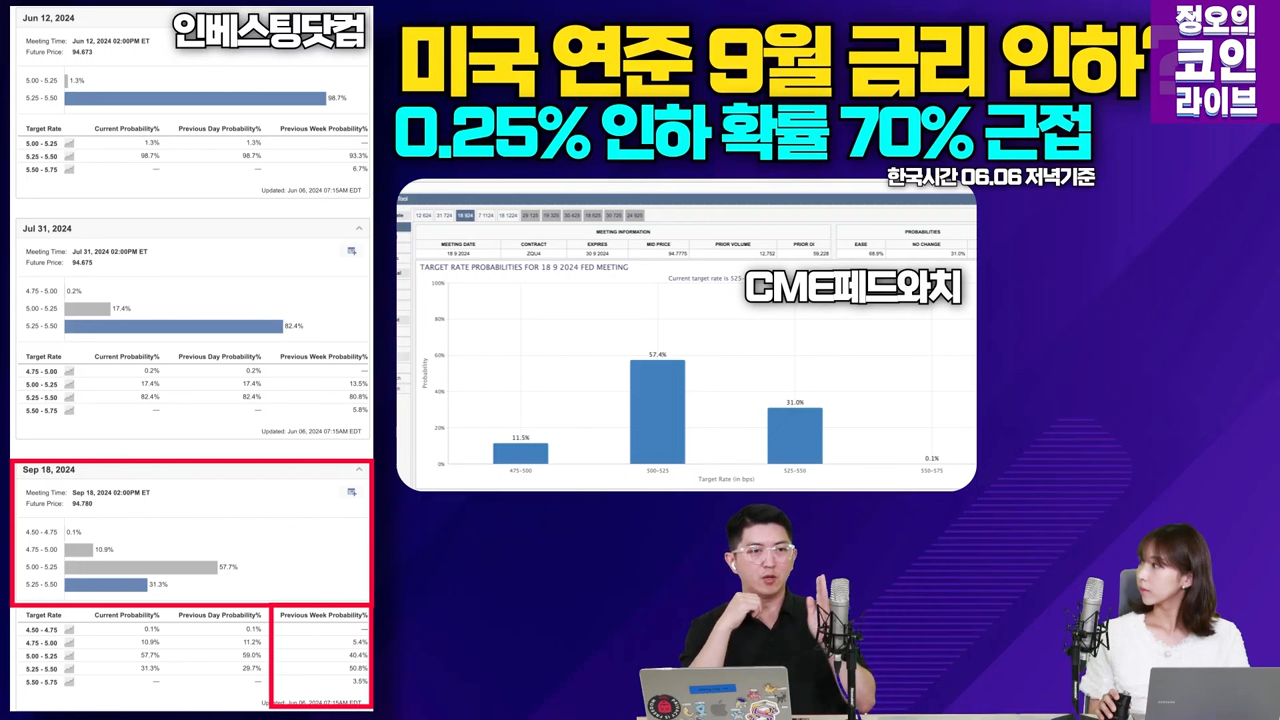 Jun 12, 2024
인베스팅닷컴
Meeting Time: Jun 12, 2024 02:00PM ET
Future Price: 94.673
5.00 - 5.25 1.3%
5.25 - 5.50 98.7%
Target Rate Current Probability% Previous Day Probability% Previous Week Probability%
5.00 - 5.25 1.3% 1.3% —
5.25 - 5.50 98.7% 98.7% 93.3%
5.50 - 5.75 — — 6.7%
Updated: Jun 06, 2024 07:15AM EDT
Jul 31, 2024
Meeting Time: Jul 31, 2024 02:00PM ET
Future Price: 94.675
4.75 - 5.00 0.2%
5.00 - 5.25 17.4%
5.25 - 5.50 82.4%
Target Rate Current Probability% Previous Day Probability% Previous Week Probability%
4.75 - 5.00 0.2% 0.2% —
5.00 - 5.25 17.4% 17.4% 13.5%
5.25 - 5.50 82.4% 82.4% 80.8%
5.50 - 5.75 — — 5.8%
Updated: Jun 06, 2024 07:15AM EDT
Sep 18, 2024
Meeting Time: Sep 18, 2024 02:00PM ET
Future Price: 94.780
4.50 - 4.75 0.1%
4.75 - 5.00 10.9%
5.00 - 5.25 57.7%
5.25 - 5.50 31.3%
Target Rate Current Probability% Previous Day Probability% Previous Week Probability%
4.50 - 4.75 0.1% 0.1% —
4.75 - 5.00 10.9% 11.2% 5.4%
5.00 - 5.25 57.7% 59.0% 40.4%
5.25 - 5.50 31.3% 29.7% 50.8%
5.50 - 5.75 — — 3.5%
Jun 06, 2024 07:15AM EDT
미국 연준 9월 금리 인하?
0.25% 인하 확률 70% 근접
한국시간 06.06 저녁기준
정오의
코인
라이브
MEETING INFORMATION PROBABILITIES
MEETING DATE CONTRACT EXPIRES MID PRICE PRIOR VOLUME PRIOR OI EASE NO CHANGE
18 9 2024 ZQU4 30 9 2024 94.7775 12,752 59,228 68.9% 31.0%
TARGET RATE PROBABILITIES FOR 18 9 2024 FED MEETING
Current target rate is 525-
CME페드와치
Probability
100%
80%
60%
40%
20%
0%
11.5%
57.4%
31.0%
0.1%
475-500 500-525 525-550 550-575
Target Rate (in bps)